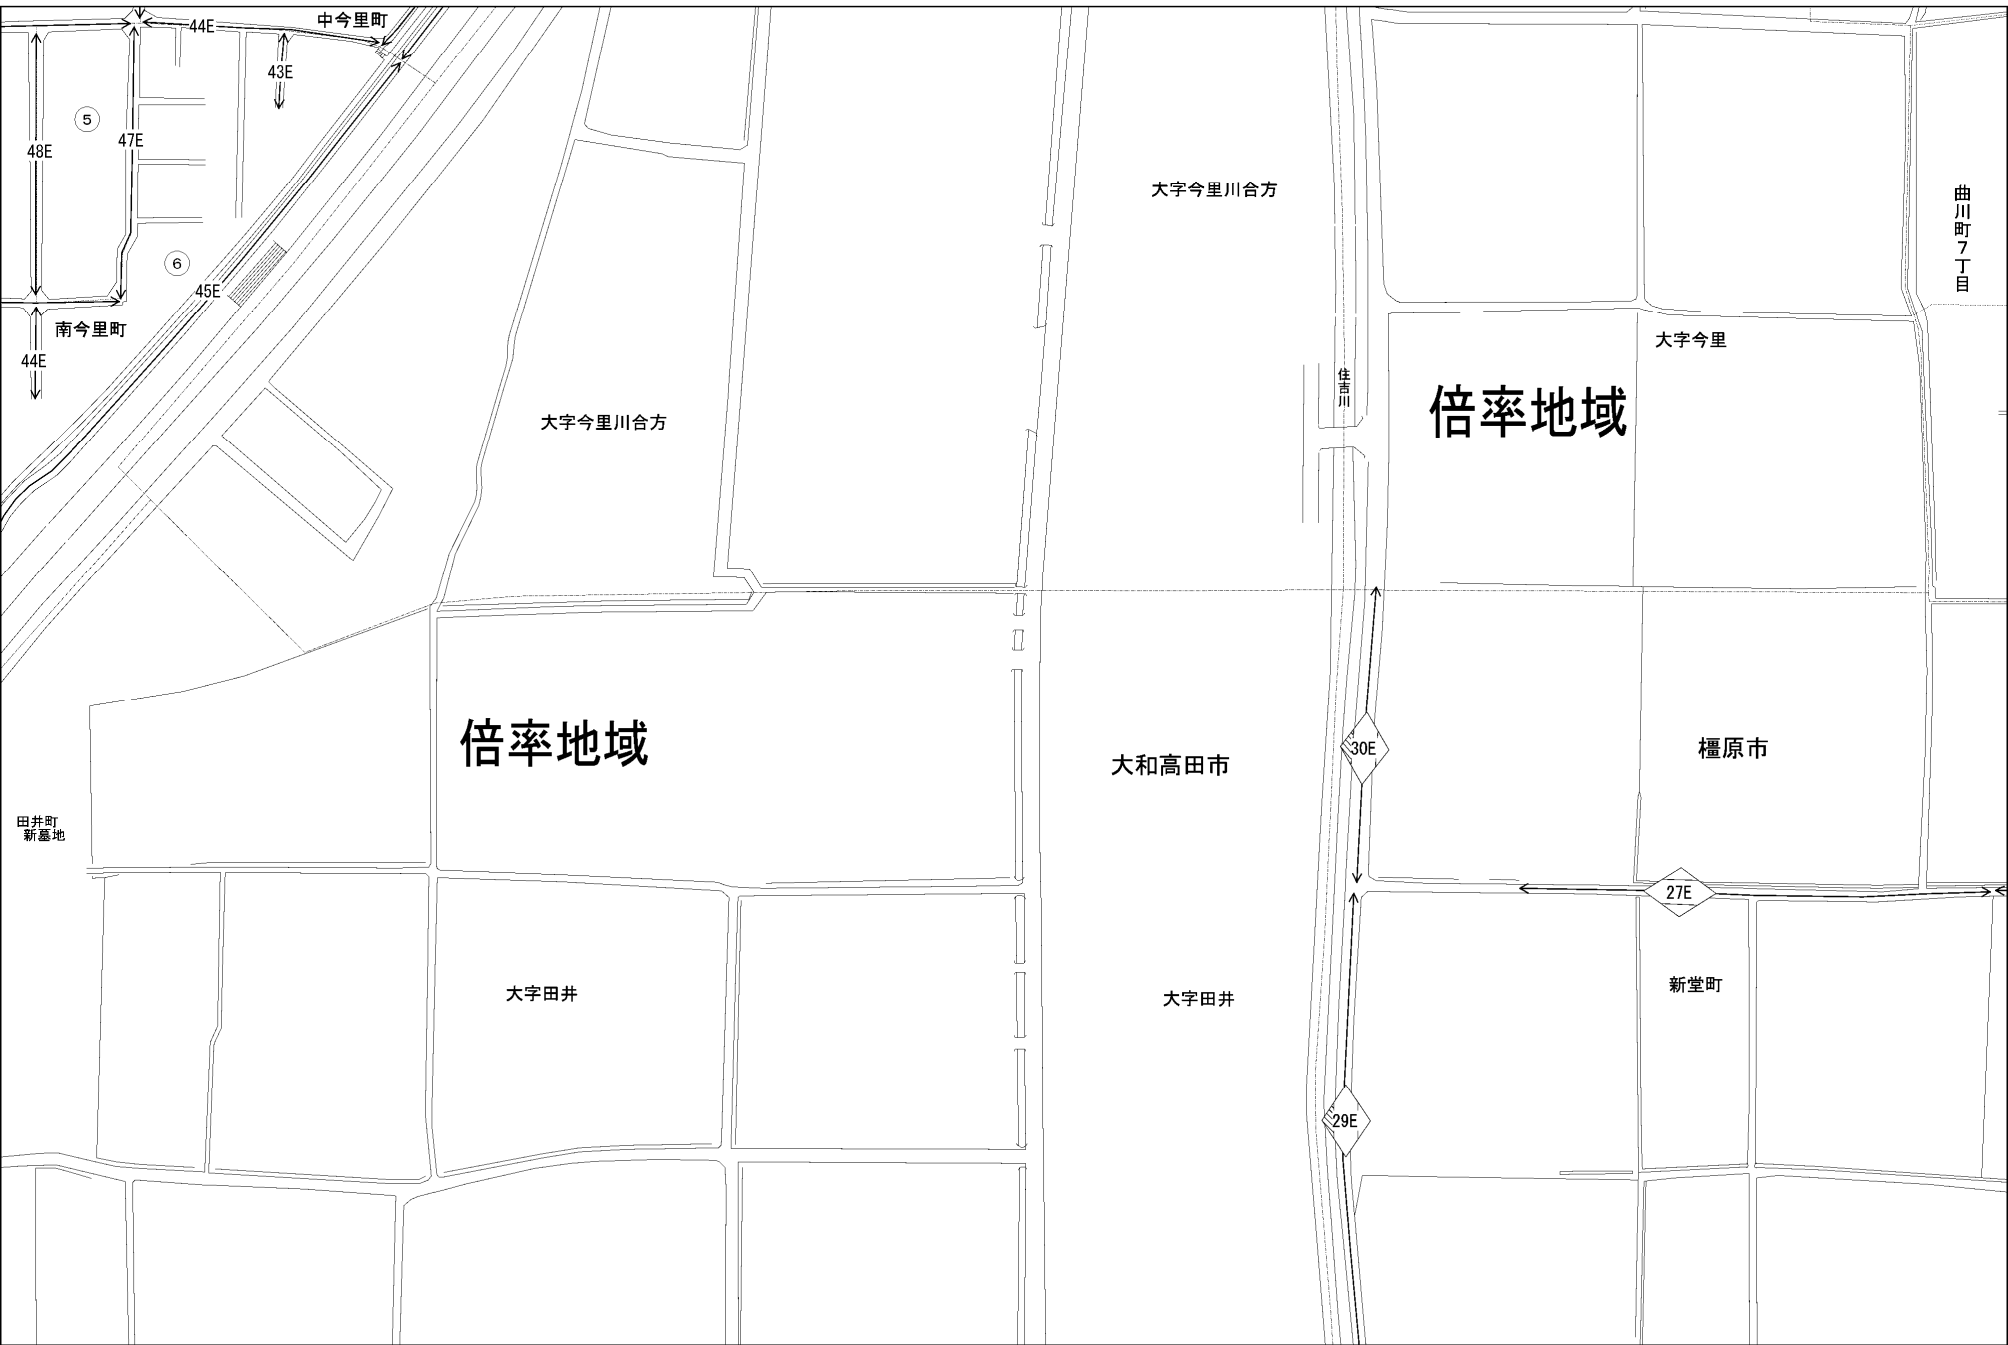 44E
中今里町
43E
⑤
47E
48E
大字今里川合方
曲川町7丁目
⑥
45E
南今里町
大字今里
44E
住吉川
倍率地域
大字今里川合方
倍率地域
30E
橿原市
大和高田市
田井町
新墓地
27E
新堂町
大字田井
大字田井
29E